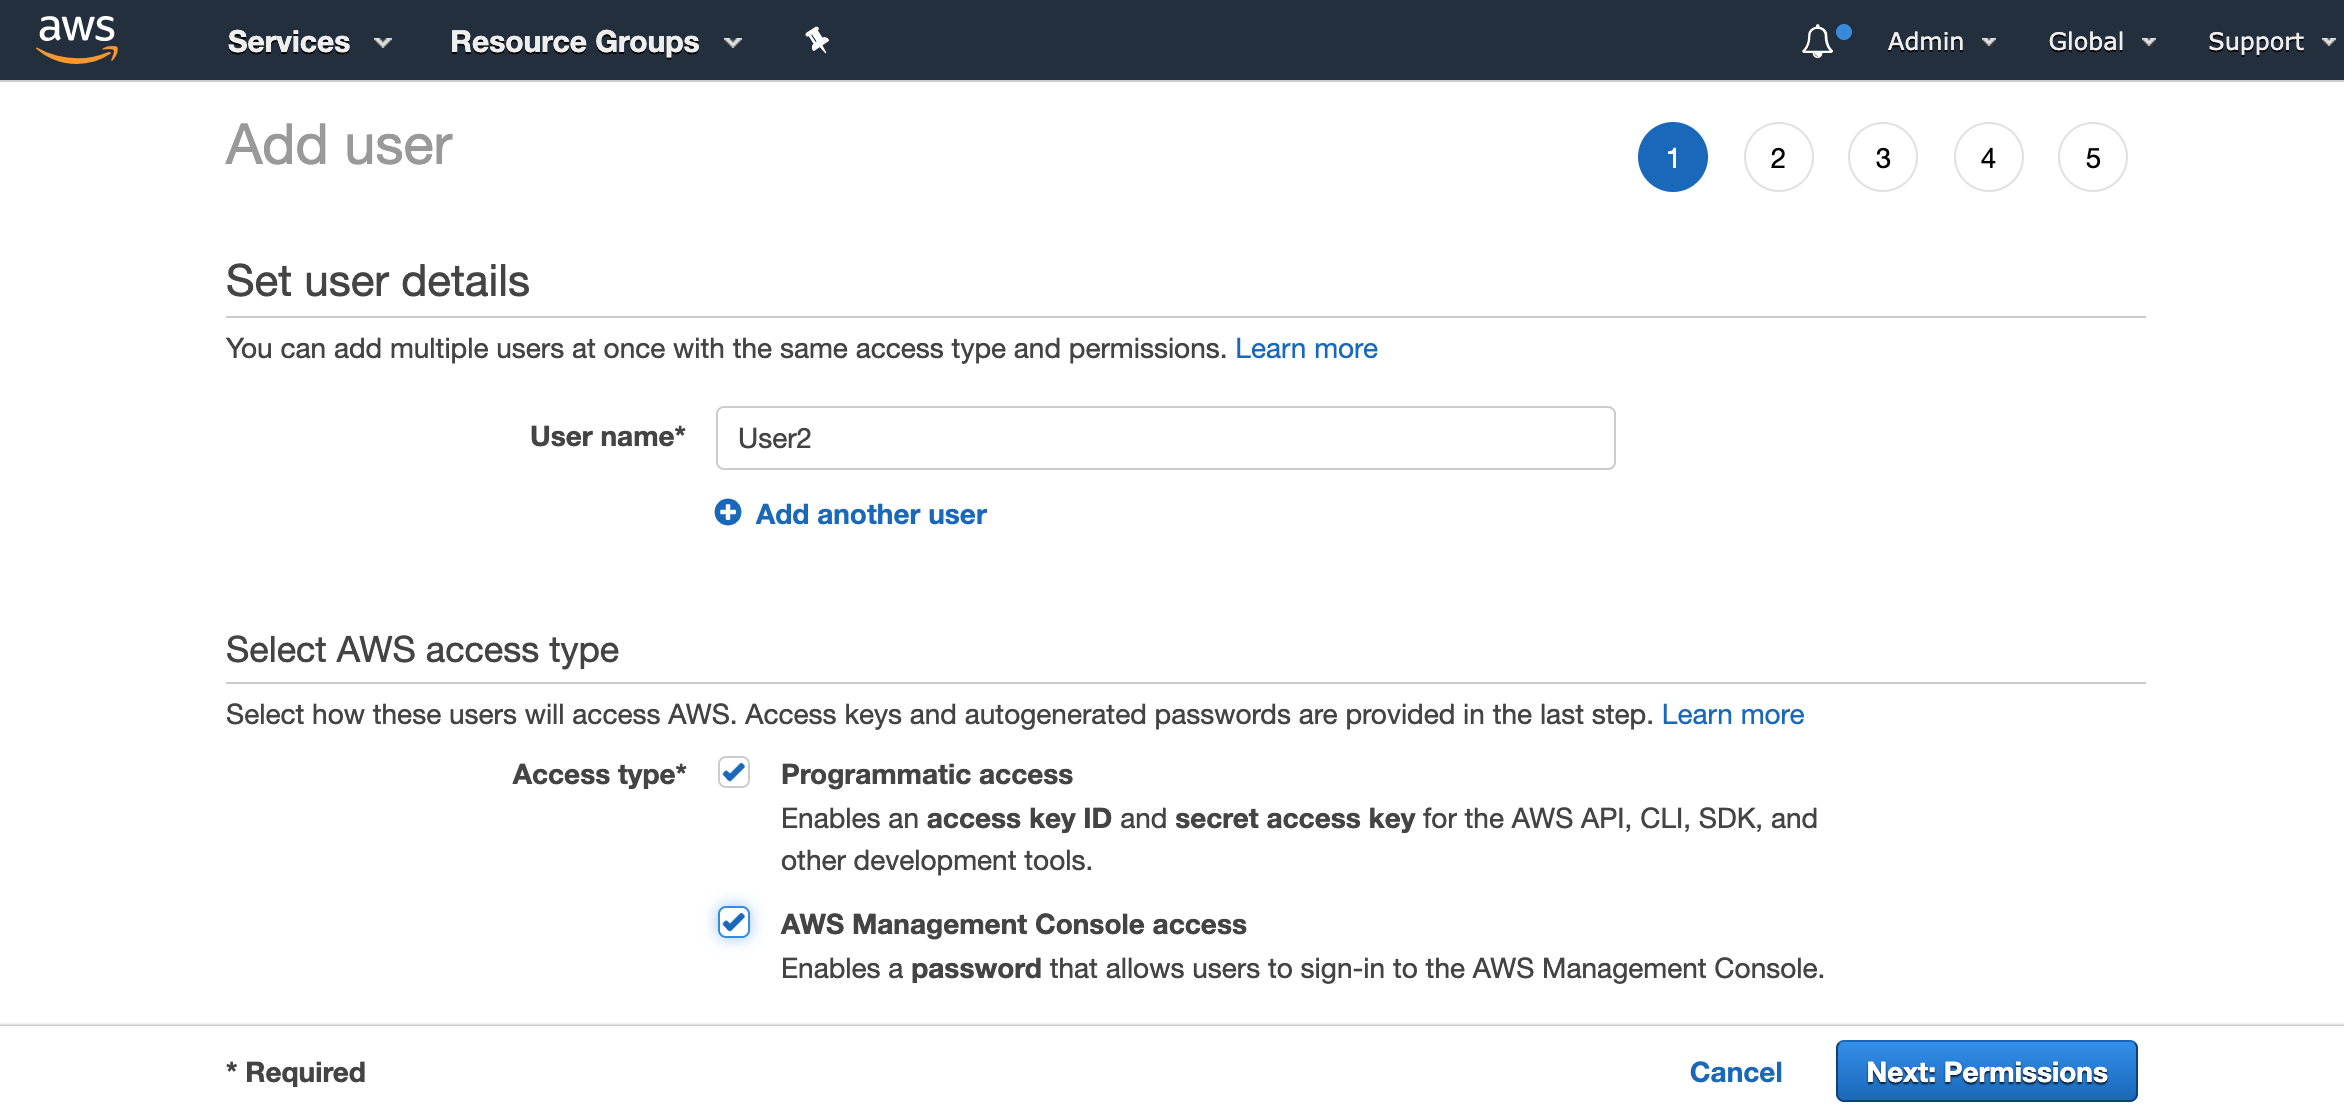 aws Services Resource Groups Admin Global Support
Add user
1 2 3 4 5
Set user details
You can add multiple users at once with the same access type and permissions. Learn more
User name* User2
Add another user
Select AWS access type
Select how these users will access AWS. Access keys and autogenerated passwords are provided in the last step. Learn more
Access type* Programmatic access
Enables an access key ID and secret access key for the AWS API, CLI, SDK, and
other development tools.
AWS Management Console access
Enables a password that allows users to sign-in to the AWS Management Console.
* Required Cancel Next: Permissions